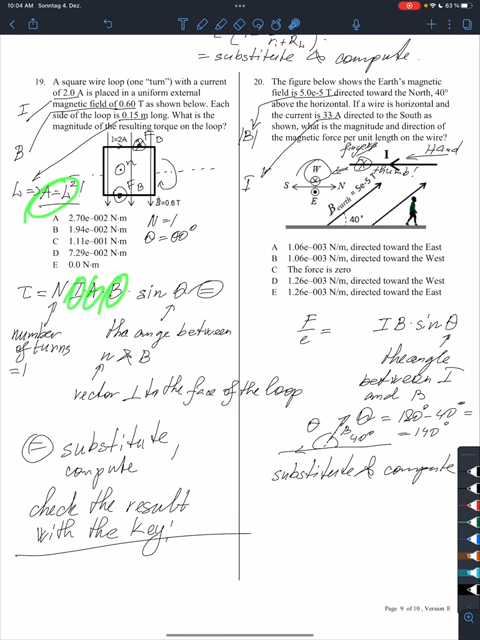 10:04 AM Sonntag 4. Dez.
63 %
= substitute & compute.
19. A square wire loop (one "turn") with a current
of 2.0 A is placed in a uniform external
magnetic field of 0.60 T as shown below. Each
side of the loop is 0.15 m long. What is the
magnitude of the resulting torque on the loop?
I
B
I=2A
F B
n
F B
B=0.6T
L = A = L²
N = 1
A 2.70e–002 N·m
B 1.94e–002 N·m
C 1.11e–001 N·m
D 7.29e–002 N·m
E 0.0 N·m
τ = N I·A·B · sin θ =
number
of turns
= 1
the ange between
n & B
vector ⊥ to the face of the loop
= substitute,
compute
check the result
with the key!
20. The figure below shows the Earth's magnetic
field is 5.0e-5 T directed toward the North, 40°
above the horizontal. If a wire is horizontal and
the current is 33 A directed to the South as
shown, what is the magnitude and direction of
the magnetic force per unit length on the wire?
|B|
I
fingers
I
Hand
thumb!
W
S
N
E
B earth = 5e-5 T
40°
A 1.06e–003 N/m, directed toward the East
B 1.06e–003 N/m, directed toward the West
C The force is zero
D 1.26e–003 N/m, directed toward the West
E 1.26e–003 N/m, directed toward the East
F/e = I B · sin θ
the angle
between I
and B
θ B 40° θ = 180° – 40° =
= 140°
substitute & compute
Page 9 of 10 , Version E